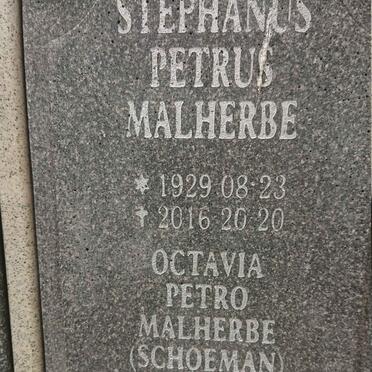 STEPHANUS
PETRUS
MALHERBE
* 1929 08-23
† 2016 20 20
OCTAVIA
PETRO
MALHERBE
(SCHOEMAN)